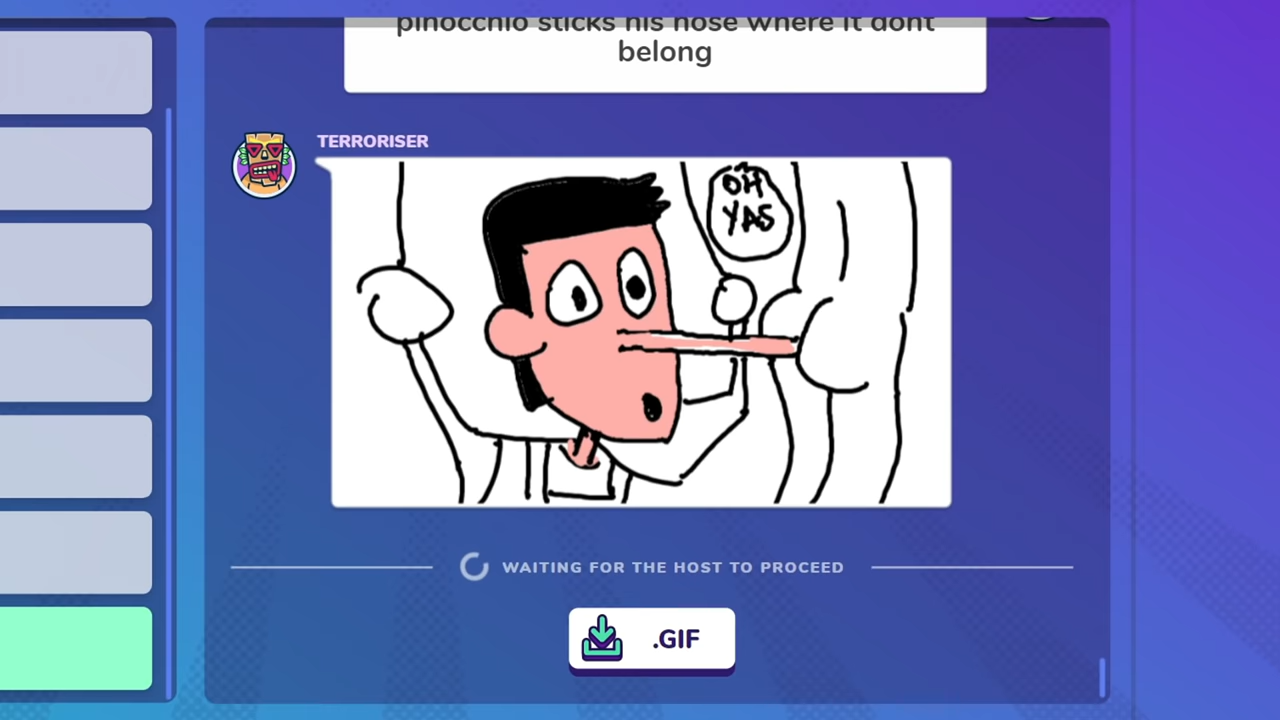 pinocchio sticks his nose where it dont
belong
TERRORISER
OH
YAS
WAITING FOR THE HOST TO PROCEED
.GIF